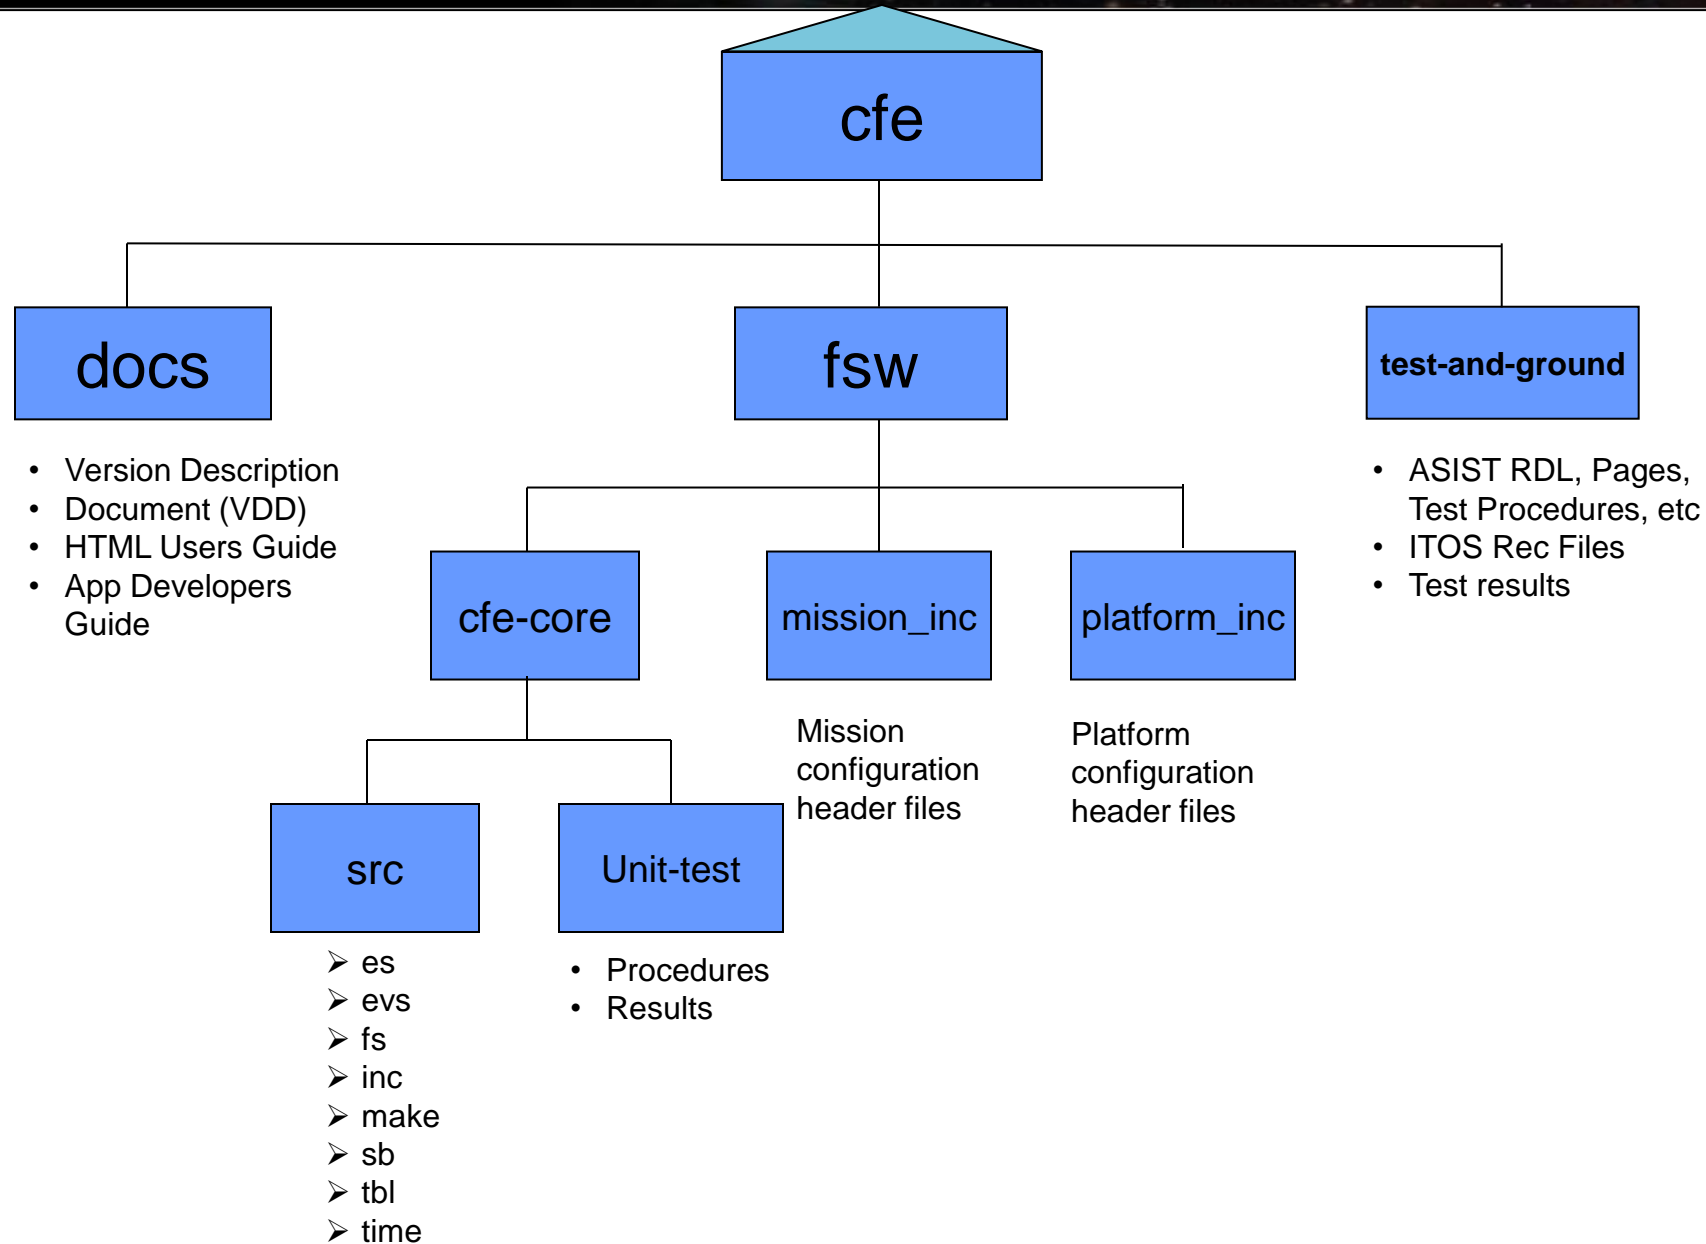 cfe
docs
fsw
test-and-ground
• Version Description
• Document (VDD)
• HTML Users Guide
• App Developers
Guide
• ASIST RDL, Pages,
Test Procedures, etc
• ITOS Rec Files
• Test results
cfe-core
mission_inc
platform_inc
Mission
configuration
header files
Platform
configuration
header files
src
Unit-test
➢ es
➢ evs
➢ fs
➢ inc
➢ make
➢ sb
➢ tbl
➢ time
• Procedures
• Results